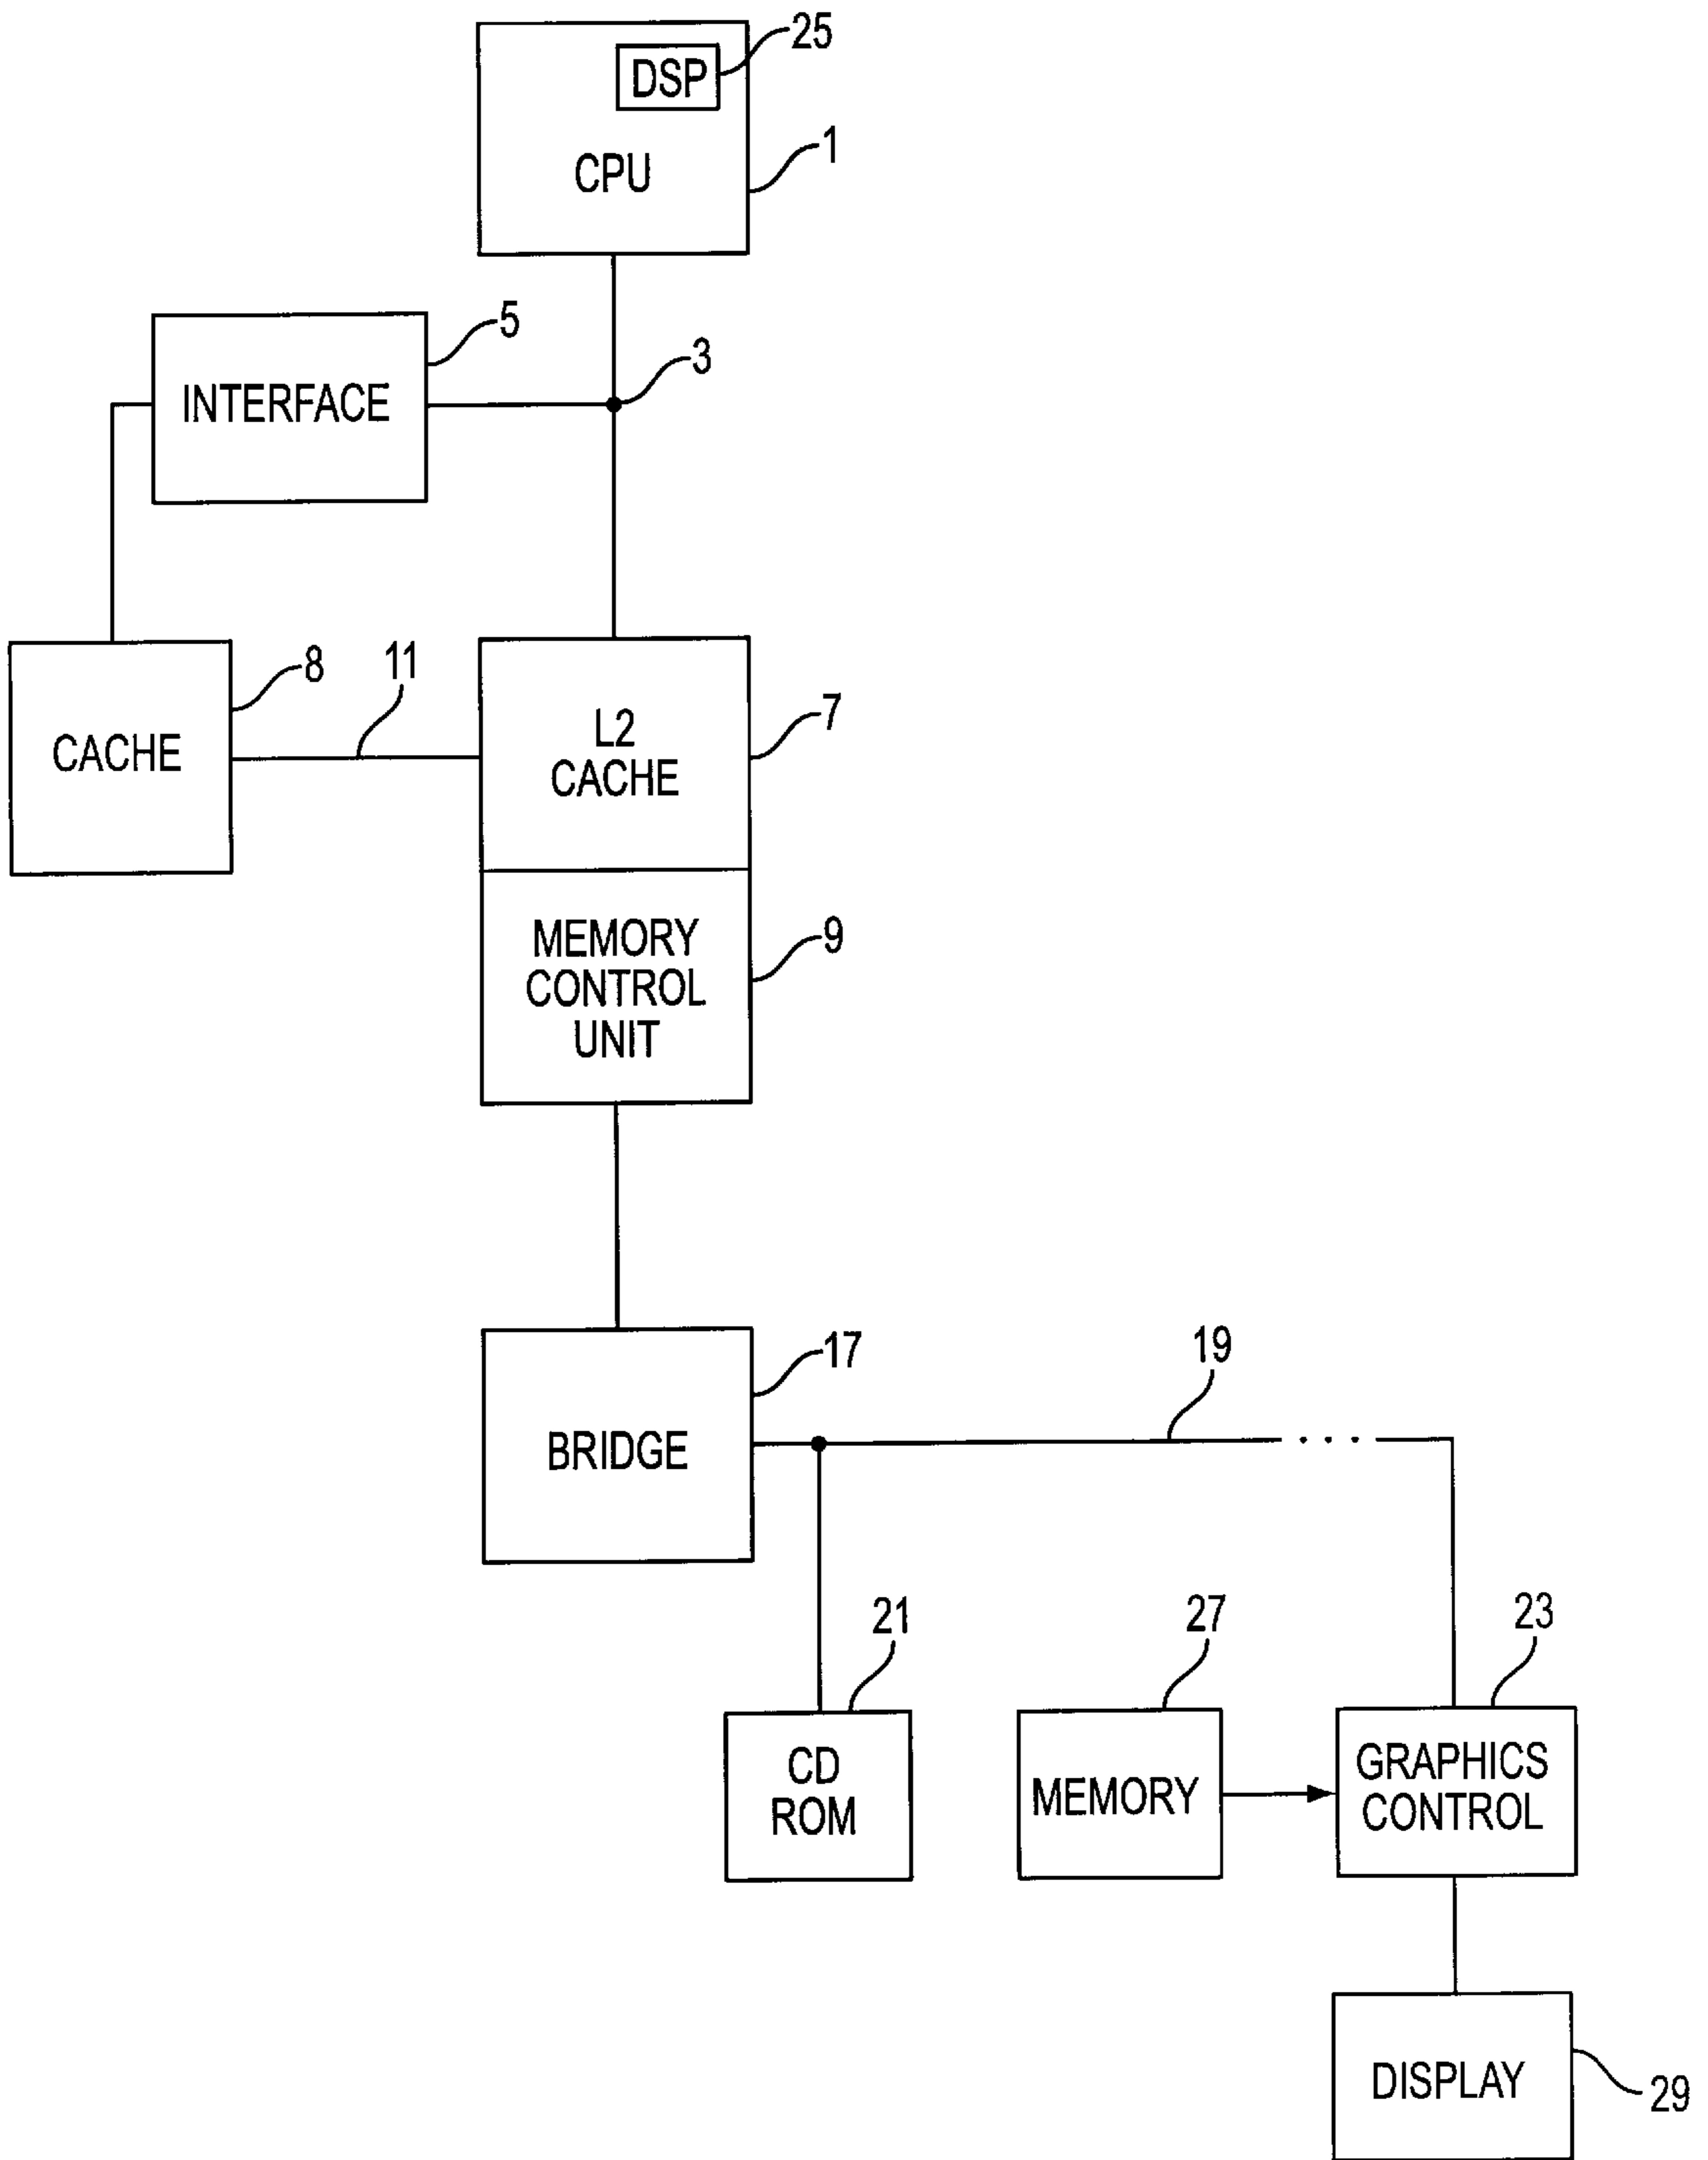 25
DSP
1
CPU
5
3
INTERFACE
8
11
7
L2
CACHE
CACHE
9
MEMORY
CONTROL
UNIT
17
19
BRIDGE
21
27
23
CD
ROM
MEMORY
GRAPHICS
CONTROL
DISPLAY
29